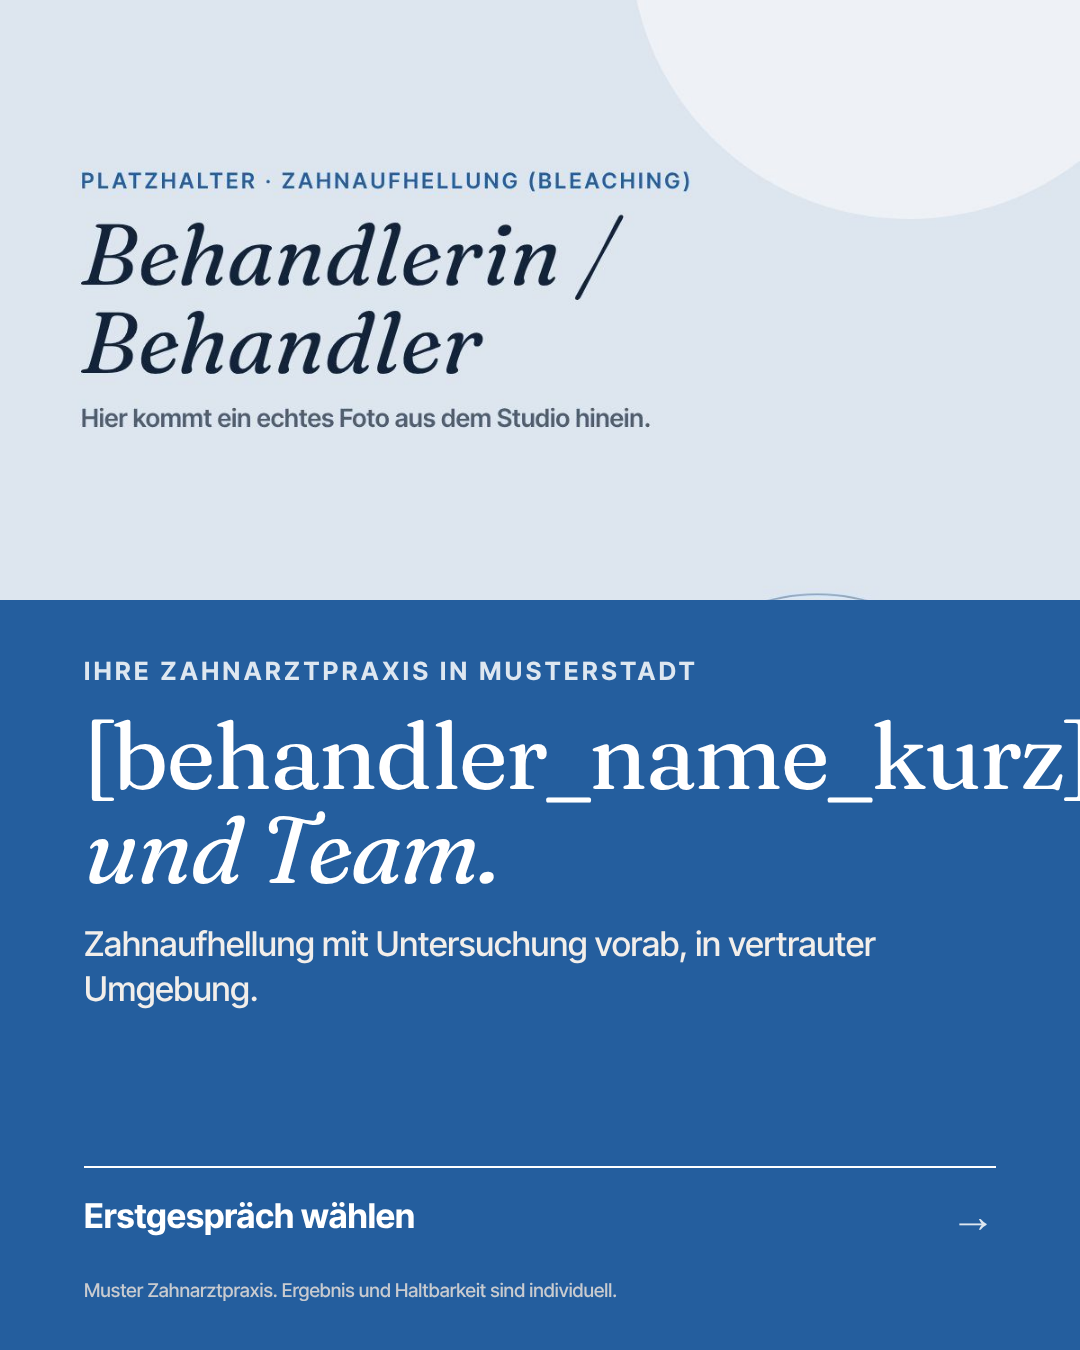 PLATZHALTER · ZAHNAUFHELLUNG (BLEACHING)
Behandlerin /
Behandler
Hier kommt ein echtes Foto aus dem Studio hinein.
IHRE ZAHNARZTPRAXIS IN MUSTERSTADT
[behandler_name_kurz]
und Team.
Zahnaufhellung mit Untersuchung vorab, in vertrauter
Umgebung.
Erstgespräch wählen →
Muster Zahnarztpraxis. Ergebnis und Haltbarkeit sind individuell.